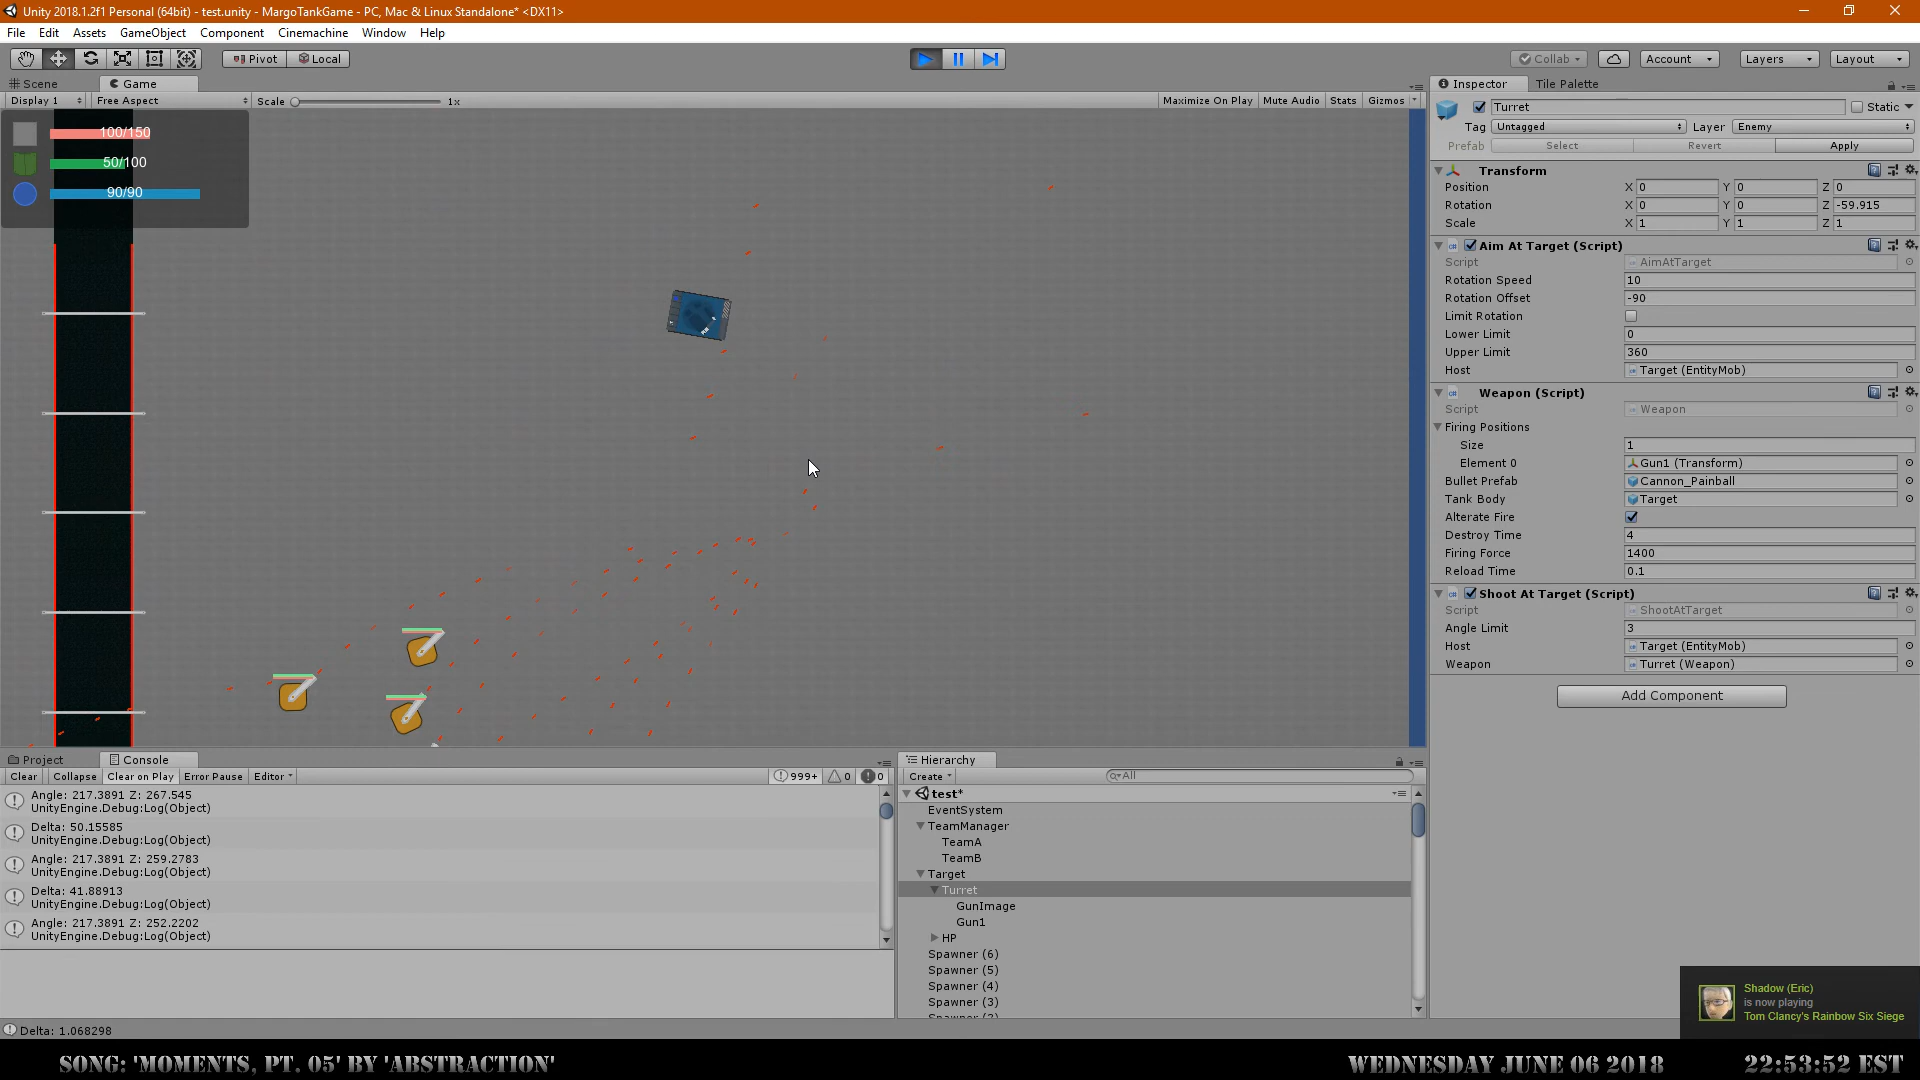 Unity 2018.1.2f1 Personal (64bit) - test.unity - MargoTankGame - PC, Mac & Linux Standalone* <DX11>
File Edit Assets GameObject Component Cinemachine Window Help
Pivot Local Collab Account Layers Layout
Scene Game
Display 1 Free Aspect Scale 1x Maximize On Play Mute Audio Stats Gizmos
100/150
50/100
90/90
Inspector Tile Palette
Turret Static
Tag Untagged Layer Enemy
Prefab Select Revert Apply
Transform
Position X 0 Y 0 Z 0
Rotation X 0 Y 0 Z -59.915
Scale X 1 Y 1 Z 1
Aim At Target (Script)
Script AimAtTarget
Rotation Speed 10
Rotation Offset -90
Limit Rotation
Lower Limit 0
Upper Limit 360
Host Target (EntityMob)
Weapon (Script)
Script Weapon
Firing Positions
Size 1
Element 0 Gun1 (Transform)
Bullet Prefab Cannon_Painball
Tank Body Target
Alterate Fire
Destroy Time 4
Firing Force 1400
Reload Time 0.1
Shoot At Target (Script)
Script ShootAtTarget
Angle Limit 3
Host Target (EntityMob)
Weapon Turret (Weapon)
Add Component
Project Console
Clear Collapse Clear on Play Error Pause Editor 999+ 0 0
Angle: 217.3891 Z: 267.545
UnityEngine.Debug:Log(Object)
Delta: 50.15585
UnityEngine.Debug:Log(Object)
Angle: 217.3891 Z: 259.2783
UnityEngine.Debug:Log(Object)
Delta: 41.88913
UnityEngine.Debug:Log(Object)
Angle: 217.3891 Z: 252.2202
UnityEngine.Debug:Log(Object)
Delta: 1.068298
Hierarchy
Create All
test*
EventSystem
TeamManager
TeamA
TeamB
Target
Turret
GunImage
Gun1
HP
Spawner (6)
Spawner (5)
Spawner (4)
Spawner (3)
Shadow (Eric)
is now playing
Tom Clancy's Rainbow Six Siege
SONG: 'MOMENTS, PT. 05' BY 'ABSTRACTION' WEDNESDAY JUNE 06 2018 22:53:52 EST